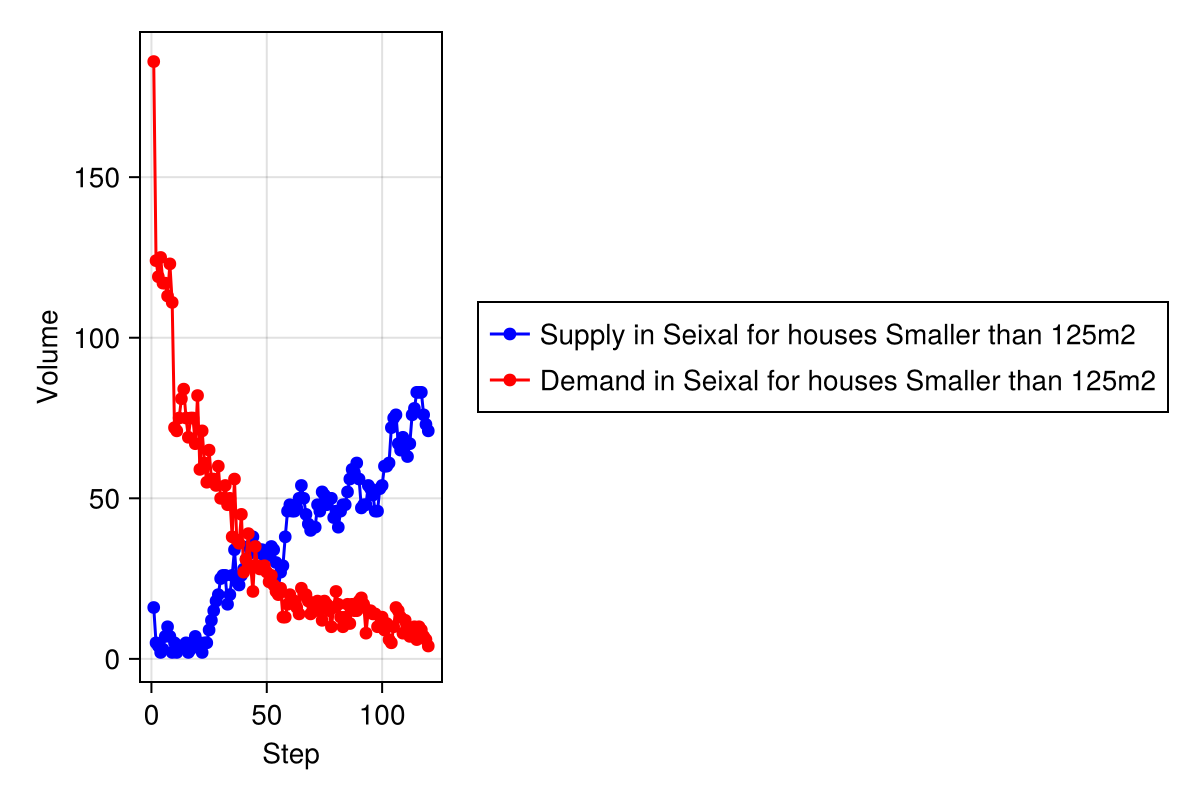 150
100
50
0
Volume
0 50 100
Step
Supply in Seixal for houses Smaller than 125m2
Demand in Seixal for houses Smaller than 125m2